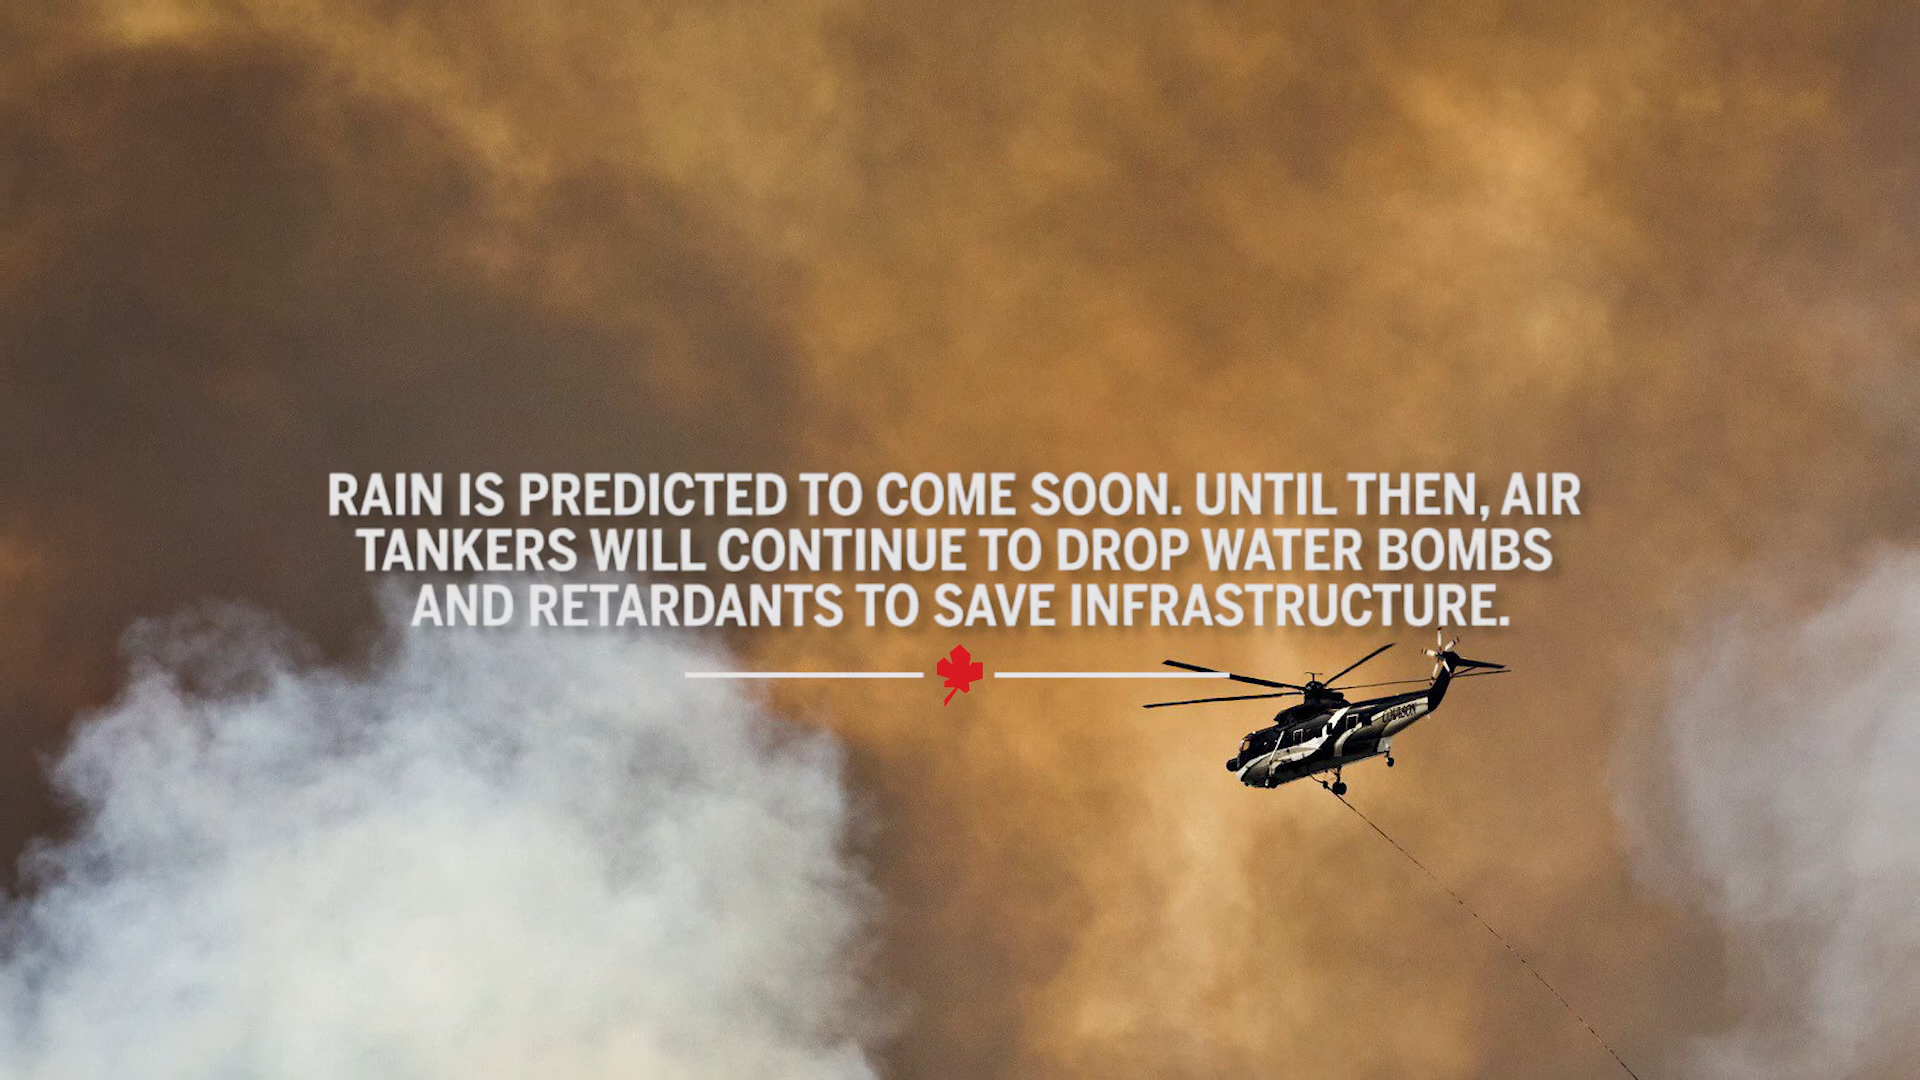 RAIN IS PREDICTED TO COME SOON. UNTIL THEN, AIR
TANKERS WILL CONTINUE TO DROP WATER BOMBS
AND RETARDANTS TO SAVE INFRASTRUCTURE.
COULSON